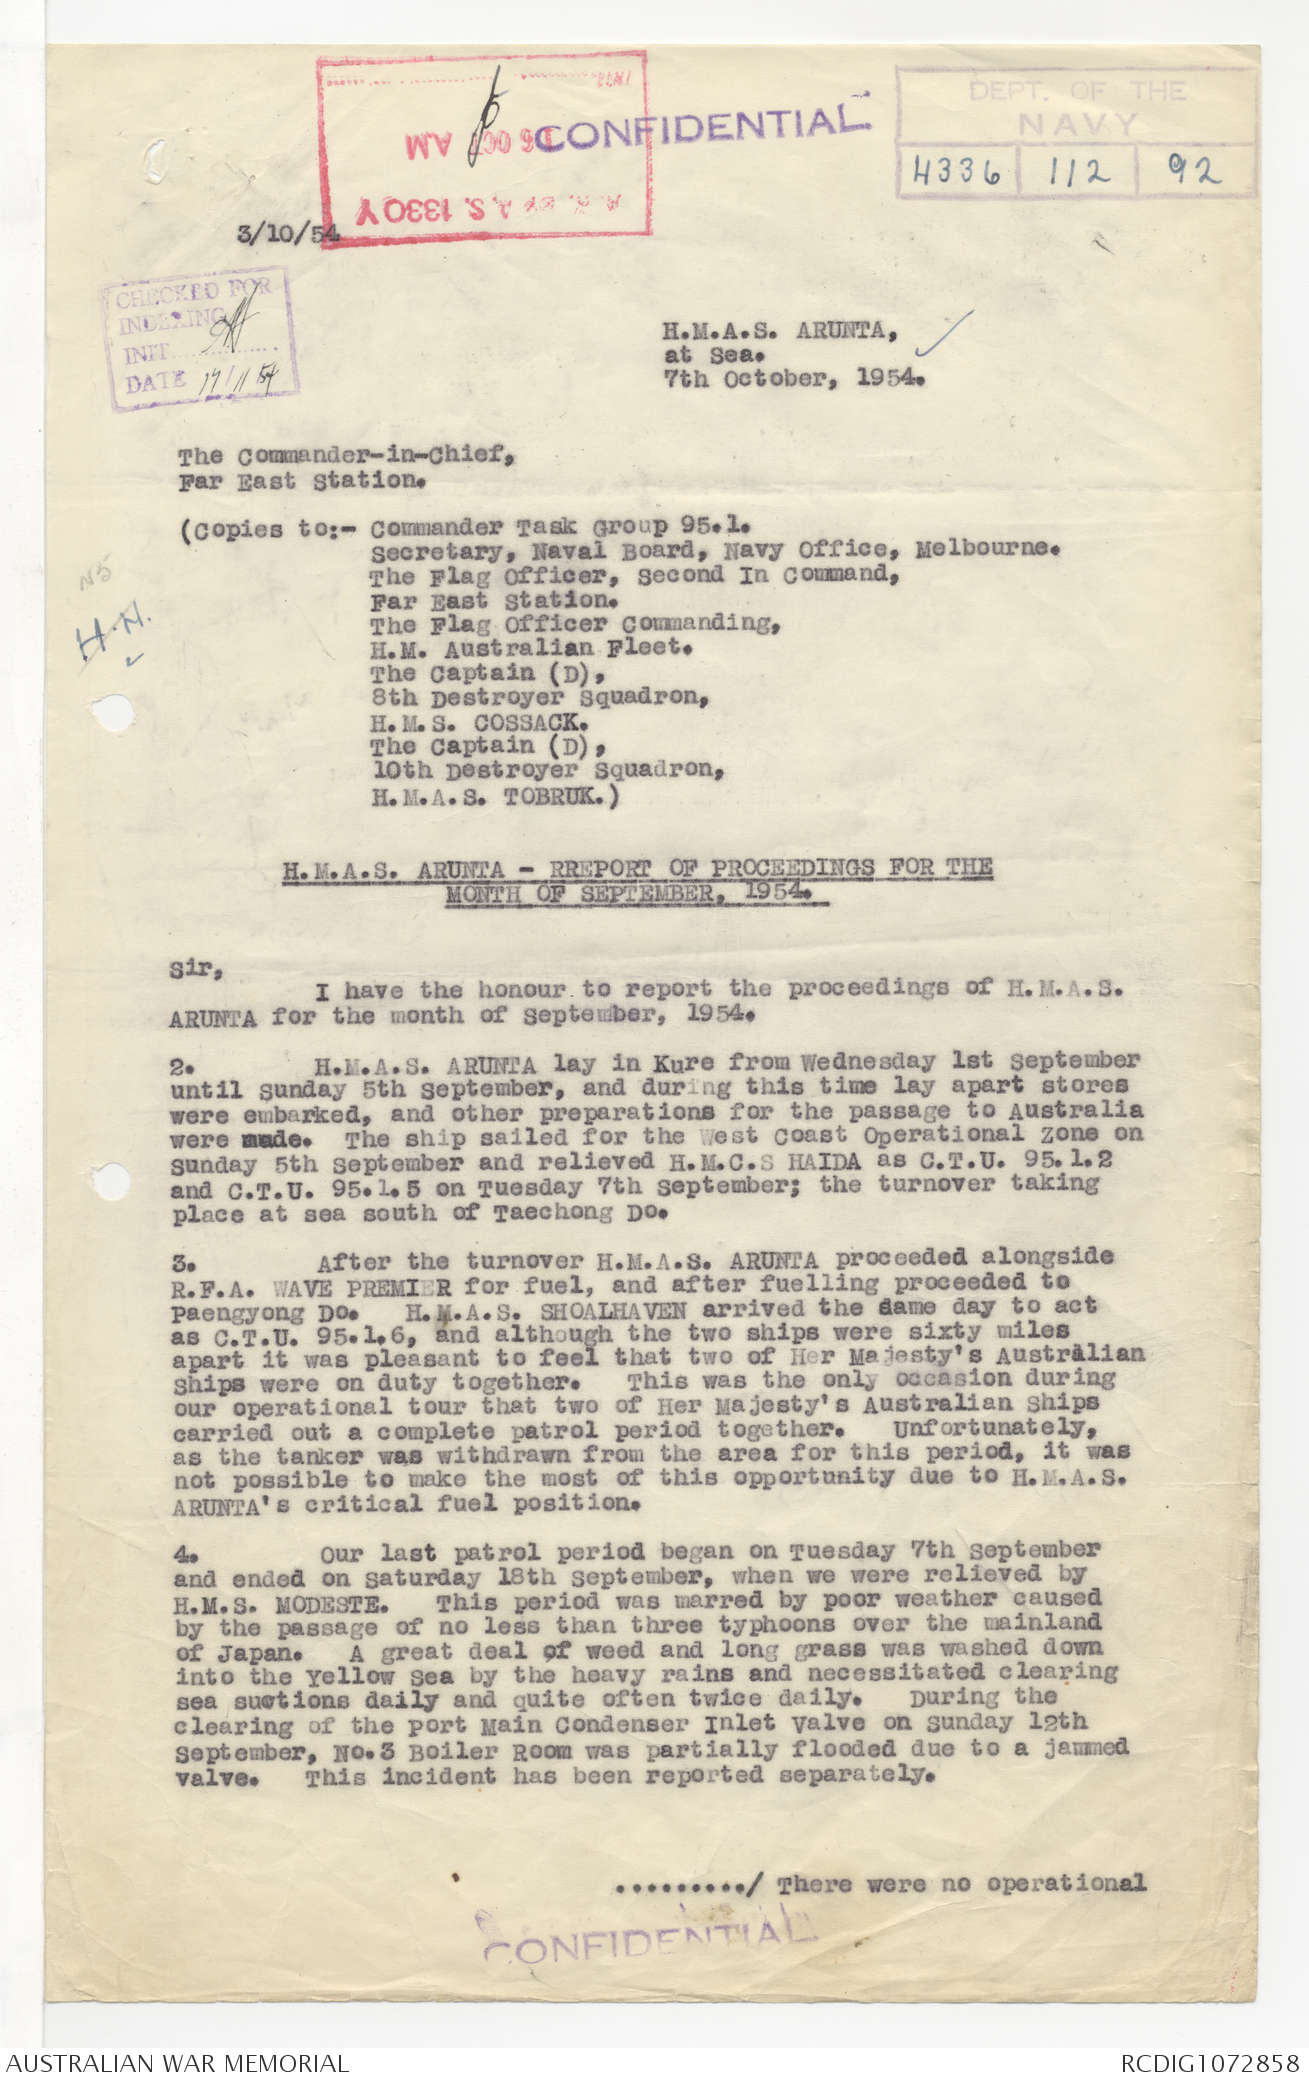 CONFIDENTIAL
DEPT. OF THE
NAVY
4336 112 92
16 OCT AM
A.S. 1330Y
3/10/54
CHECKED FOR
INDEXING
INIT
DATE 17/11/54
H.M.A.S. ARUNTA,
at Sea.
7th October, 1954.
The Commander-in-Chief,
Far East Station.
(Copies to:- Commander Task Group 95.1.
Secretary, Naval Board, Navy Office, Melbourne.
The Flag Officer, Second In Command,
Far East Station.
The Flag Officer Commanding,
H.M. Australian Fleet.
The Captain (D),
8th Destroyer Squadron,
H.M.S. COSSACK.
The Captain (D),
10th Destroyer Squadron,
H.M.A.S. TOBRUK.)
N5
H.N.
H.M.A.S. ARUNTA - RREPORT OF PROCEEDINGS FOR THE
MONTH OF SEPTEMBER, 1954.
Sir,
I have the honour to report the proceedings of H.M.A.S.
ARUNTA for the month of September, 1954.
2. H.M.A.S. ARUNTA lay in Kure from Wednesday 1st September
until Sunday 5th September, and during this time lay apart stores
were embarked, and other preparations for the passage to Australia
were made. The ship sailed for the West Coast Operational Zone on
Sunday 5th September and relieved H.M.C.S HAIDA as C.T.U. 95.1.2
and C.T.U. 95.1.5 on Tuesday 7th September; the turnover taking
place at sea south of Taechong Do.
3. After the turnover H.M.A.S. ARUNTA proceeded alongside
R.F.A. WAVE PREMIER for fuel, and after fuelling proceeded to
Paengyong Do. H.M.A.S. SHOALHAVEN arrived the same day to act
as C.T.U. 95.1.6, and although the two ships were sixty miles
apart it was pleasant to feel that two of Her Majesty's Australian
Ships were on duty together. This was the only occasion during
our operational tour that two of Her Majesty's Australian Ships
carried out a complete patrol period together. Unfortunately,
as the tanker was withdrawn from the area for this period, it was
not possible to make the most of this opportunity due to H.M.A.S.
ARUNTA's critical fuel position.
4. Our last patrol period began on Tuesday 7th September
and ended on Saturday 18th September, when we were relieved by
H.M.S. MODESTE. This period was marred by poor weather caused
by the passage of no less than three typhoons over the mainland
of Japan. A great deal of weed and long grass was washed down
into the Yellow Sea by the heavy rains and necessitated clearing
sea suctions daily and quite often twice daily. During the
clearing of the Port Main Condenser Inlet Valve on Sunday 12th
September, No.3 Boiler Room was partially flooded due to a jammed
valve. This incident has been reported separately.
........./ There were no operational
CONFIDENTIAL
AUSTRALIAN WAR MEMORIAL RCDIG1072858